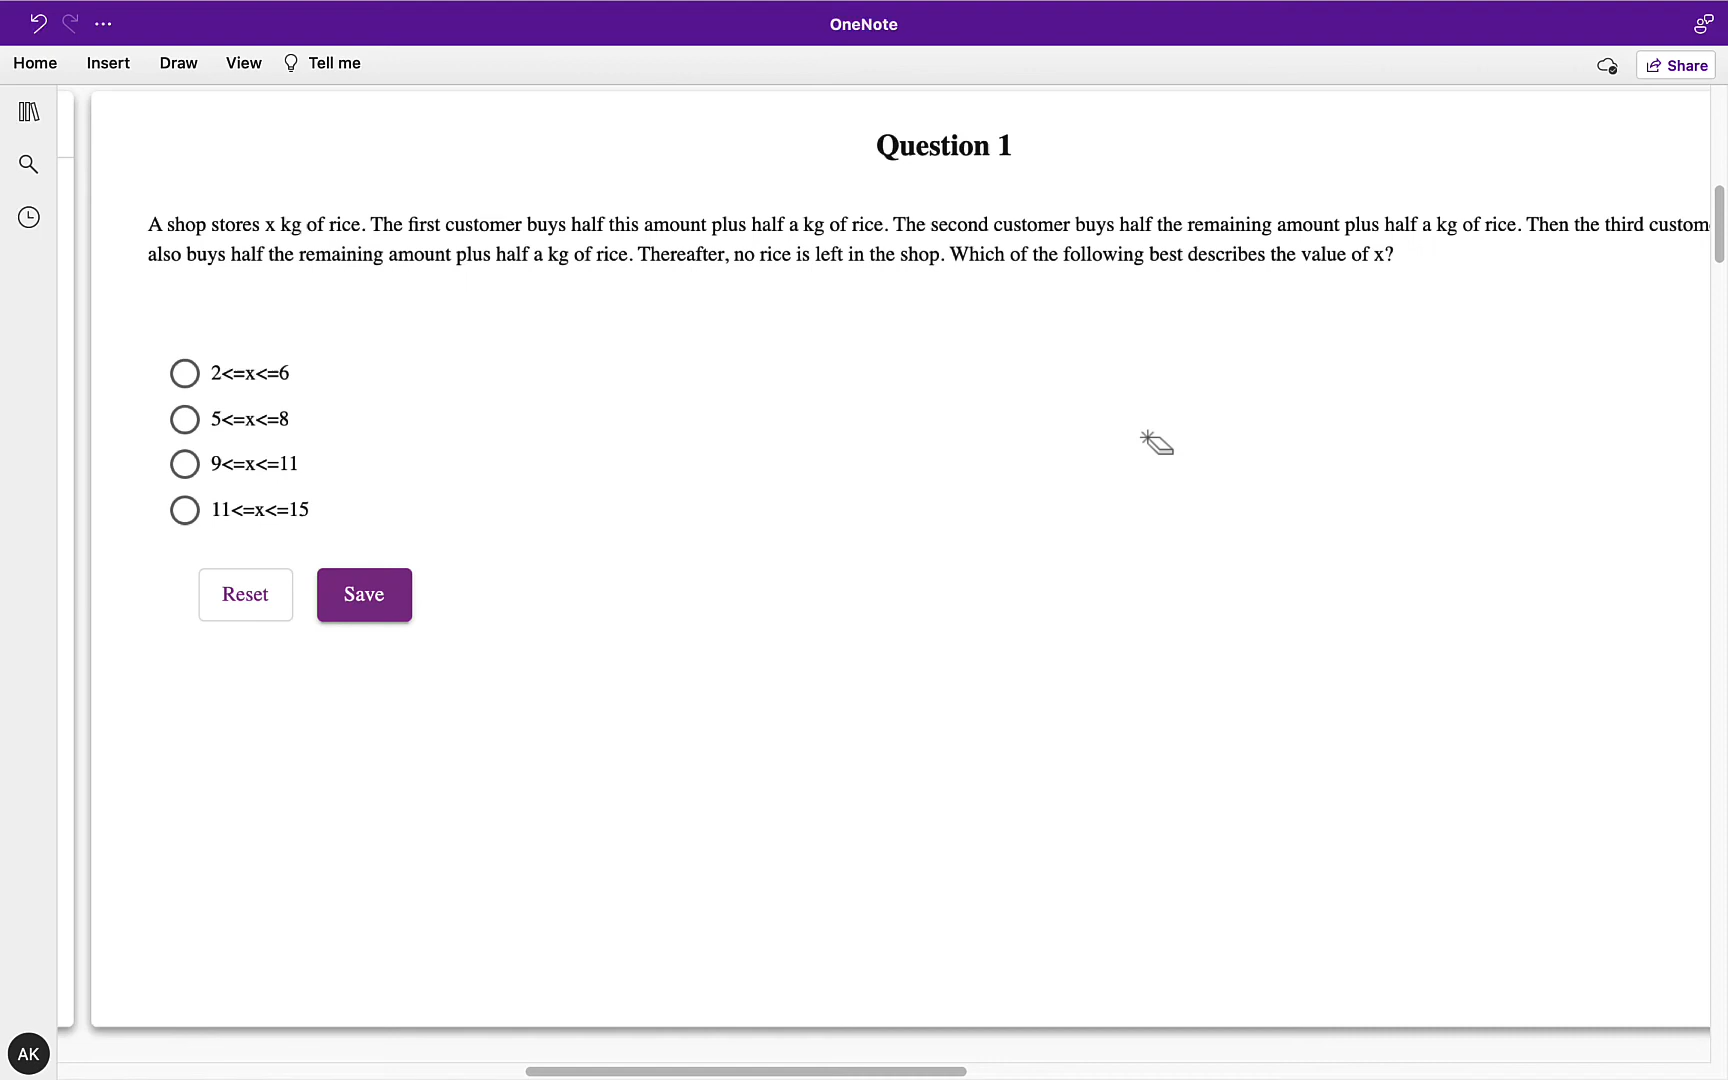 OneNote
Home Insert Draw View Tell me Share
Question 1
A shop stores x kg of rice. The first customer buys half this amount plus half a kg of rice. The second customer buys half the remaining amount plus half a kg of rice. Then the third custom
also buys half the remaining amount plus half a kg of rice. Thereafter, no rice is left in the shop. Which of the following best describes the value of x?
2<=x<=6
5<=x<=8
9<=x<=11
11<=x<=15
Reset Save
AK